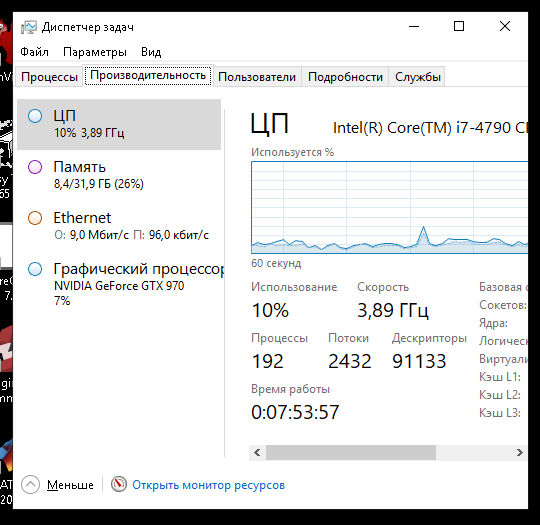 Диспетчер задач
Файл Параметры Вид
Процессы Производительность Пользователи Подробности Службы
ЦП
10% 3,89 ГГц
Память
8,4/31,9 ГБ (26%)
Ethernet
О: 9,0 Мбит/с П: 96,0 кбит/с
Графический процессор
NVIDIA GeForce GTX 970
7%
ЦП Intel(R) Core(TM) i7-4790
Используется %
60 секунд
Использование Скорость
10% 3,89 ГГц
Процессы Потоки Дескрипторы
192 2432 91133
Время работы
0:07:53:57
Базовая
Сокетов:
Ядра:
Кэш L1:
Кэш L2:
Кэш L3:
Меньше Открыть монитор ресурсов